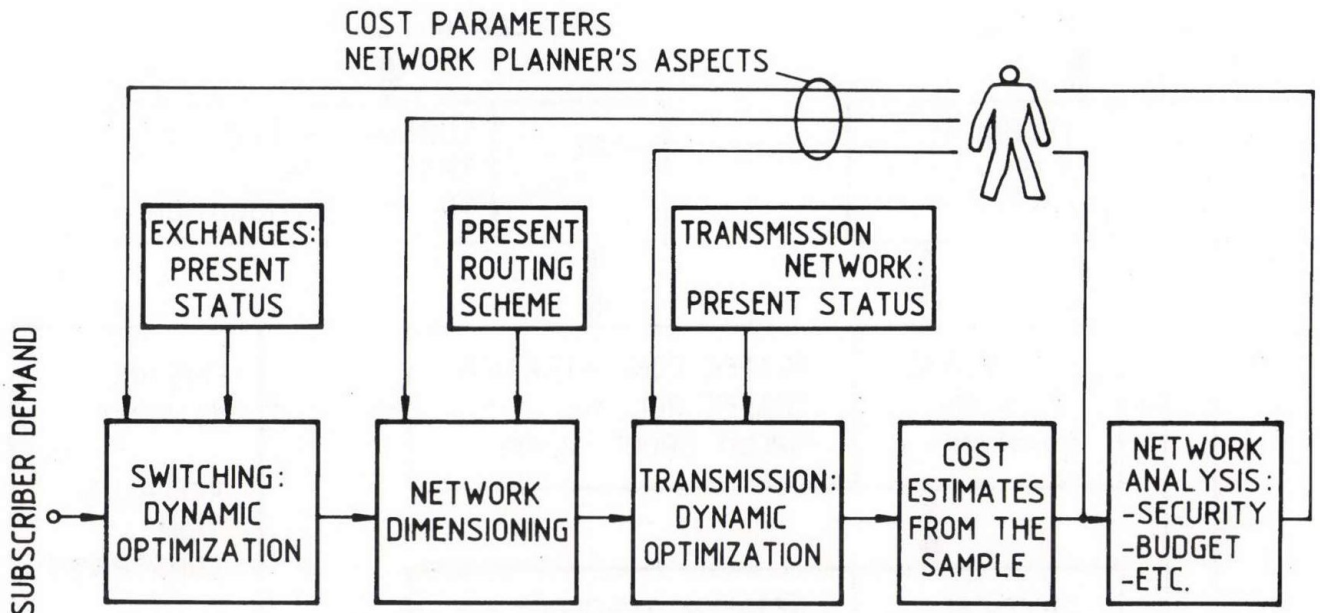 COST PARAMETERS
NETWORK PLANNER'S ASPECTS
EXCHANGES:
PRESENT
STATUS
PRESENT
ROUTING
SCHEME
TRANSMISSION
NETWORK:
PRESENT STATUS
SUBSCRIBER DEMAND
SWITCHING:
DYNAMIC
OPTIMIZATION
NETWORK
DIMENSIONING
TRANSMISSION:
DYNAMIC
OPTIMIZATION
COST
ESTIMATES
FROM THE
SAMPLE
NETWORK
ANALYSIS:
-SECURITY
-BUDGET
-ETC.